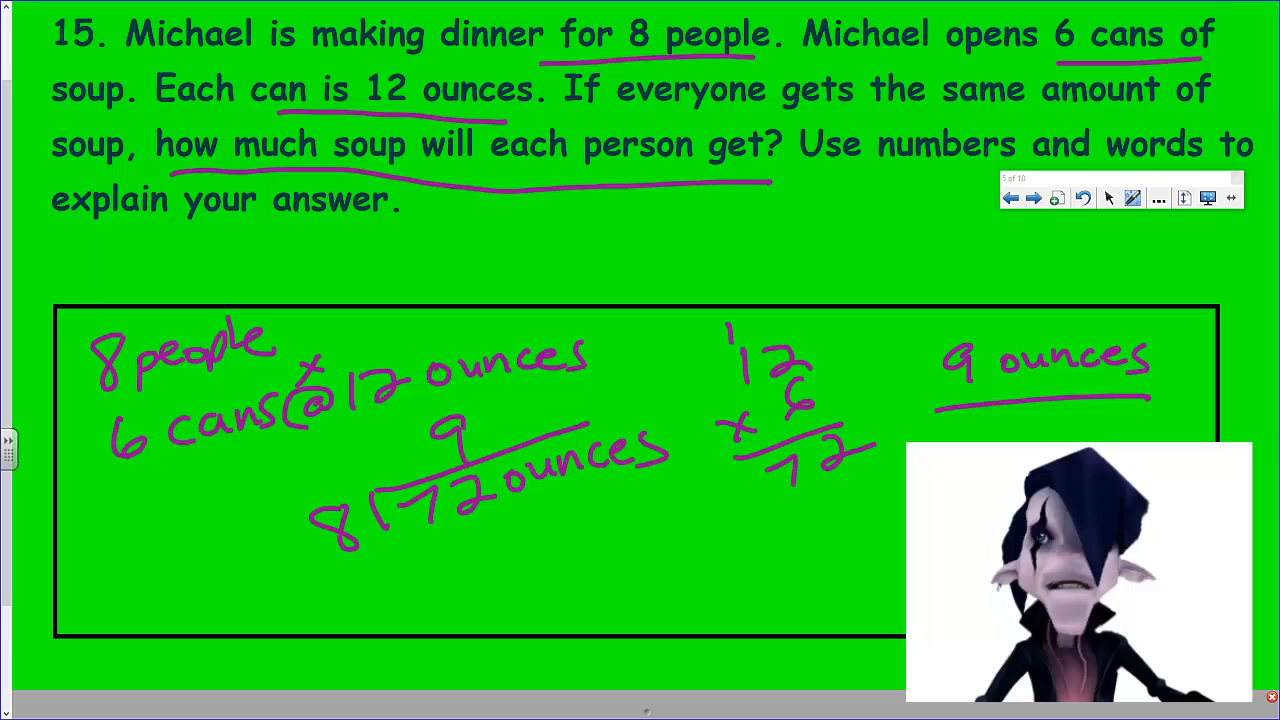 15. Michael is making dinner for 8 people. Michael opens 6 cans of
soup. Each can is 12 ounces. If everyone gets the same amount of
soup, how much soup will each person get? Use numbers and words to
explain your answer.
5 of 10
8 people
6 cans @ 12 ounces
x
9
8 72 ounces
1
12
x 6
72
9 ounces